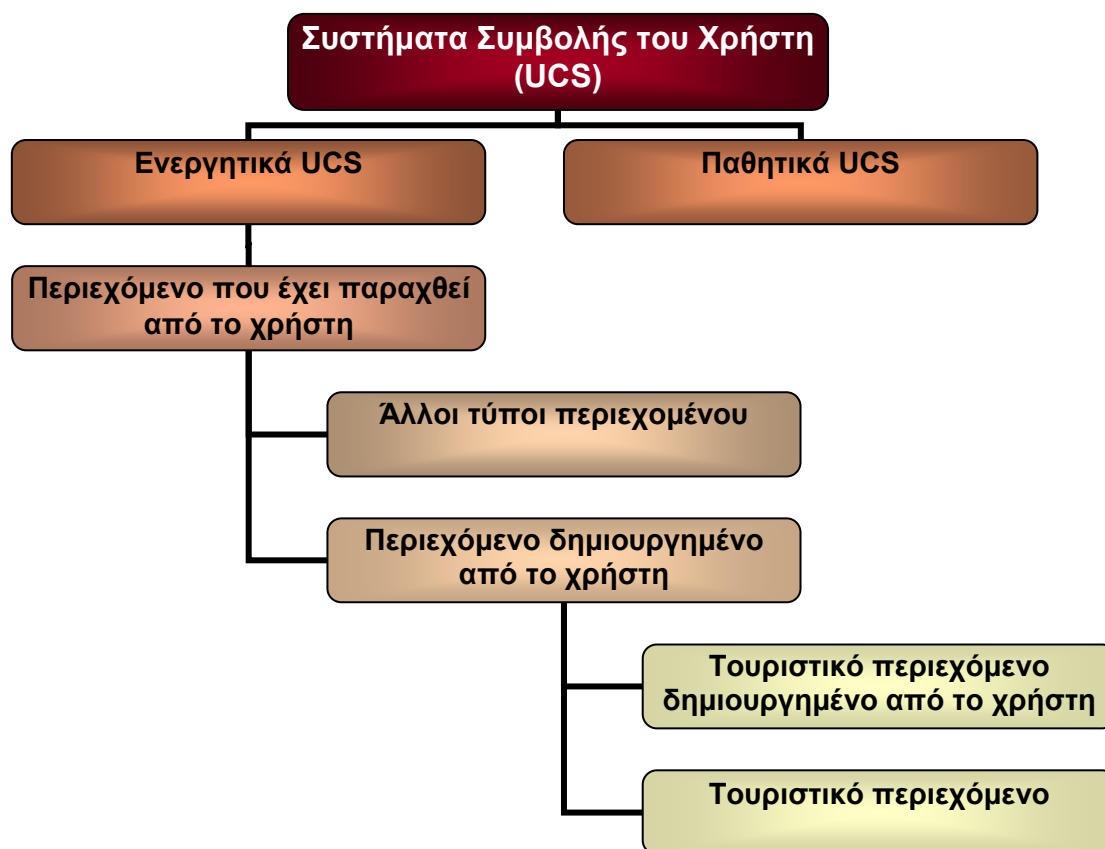 Συστήματα Συμβολής του Χρήστη
(UCS)
Ενεργητικά UCS
Παθητικά UCS
Περιεχόμενο που έχει παραχθεί
από το χρήστη
Άλλοι τύποι περιεχομένου
Περιεχόμενο δημιουργημένο
από το χρήστη
Τουριστικό περιεχόμενο
δημιουργημένο από το χρήστη
Τουριστικό περιεχόμενο